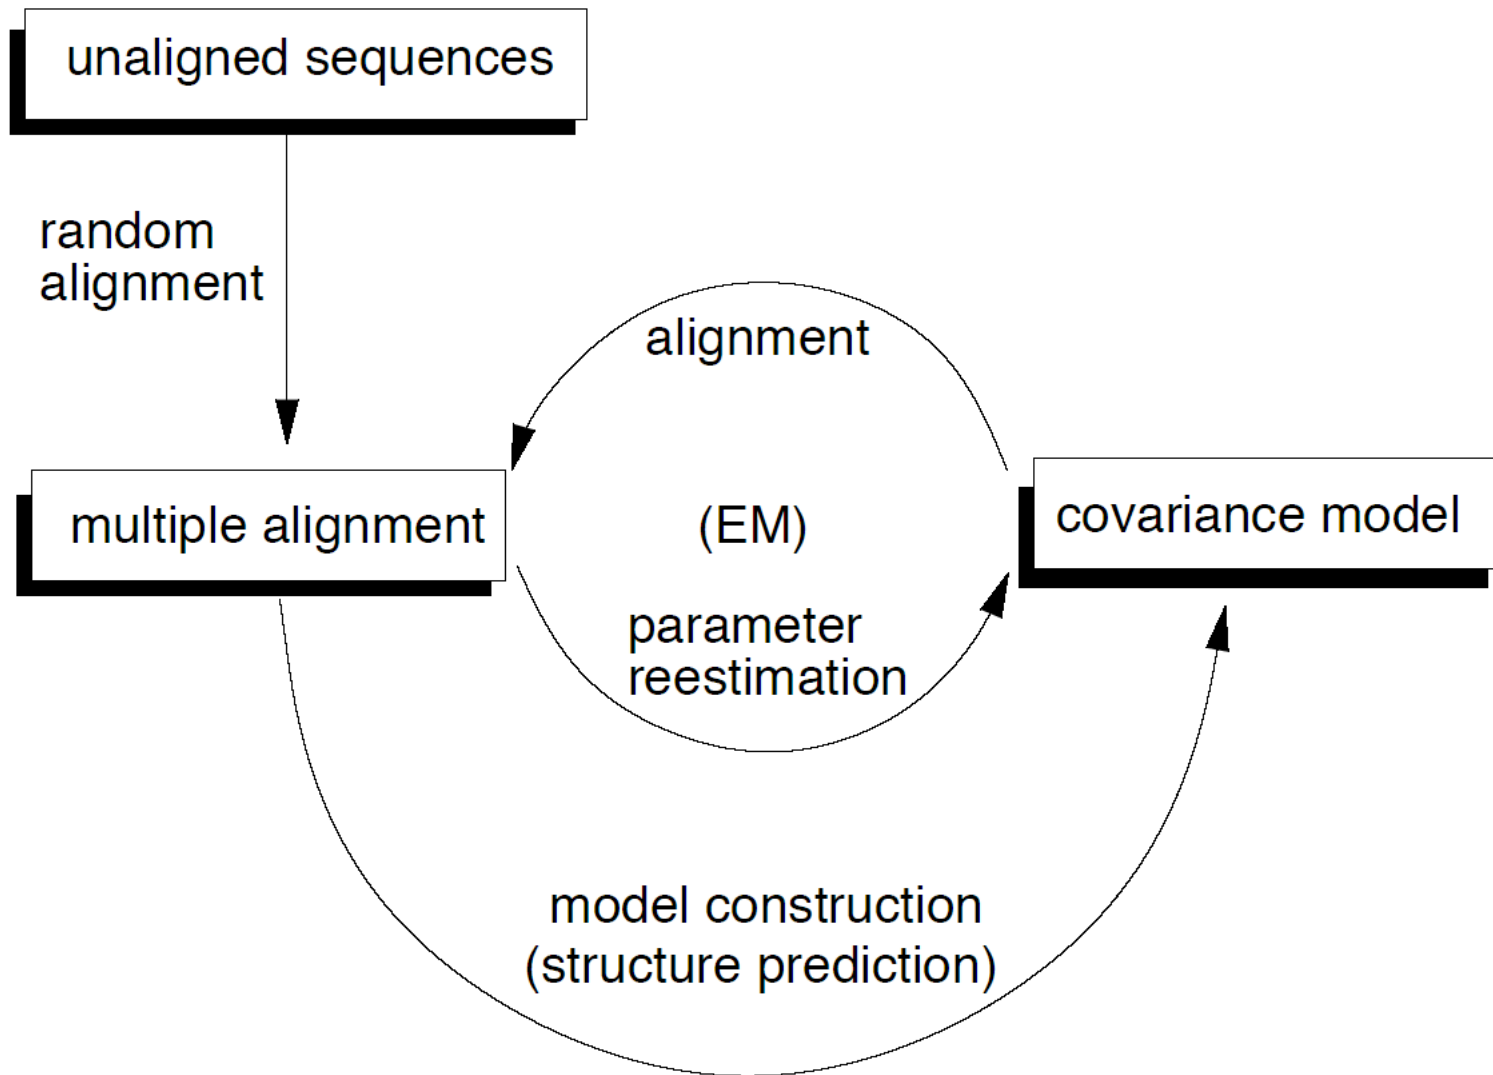 unaligned sequences
random
alignment
alignment
multiple alignment
(EM)
covariance model
parameter
reestimation
model construction
(structure prediction)